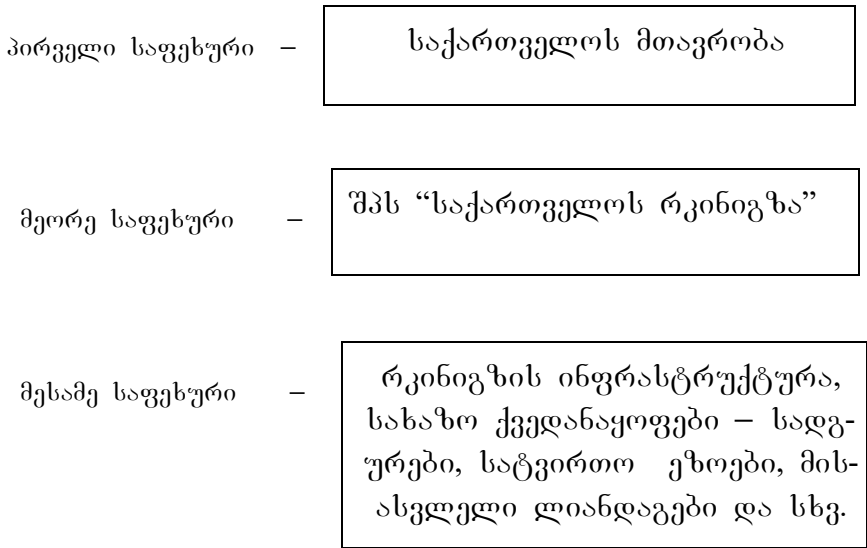 პირველი საფეხური – საქართველოს მთავრობა
მეორე საფეხური – შპს “საქართველოს რკინიგზა”
მესამე საფეხური – რკინიგზის ინფრასტრუქტურა,
სახაზო ქვედანაყოფები – სადგ-
ურები, სატვირთო ეზოები, მის-
ასვლელი ლიანდაგები და სხვ.